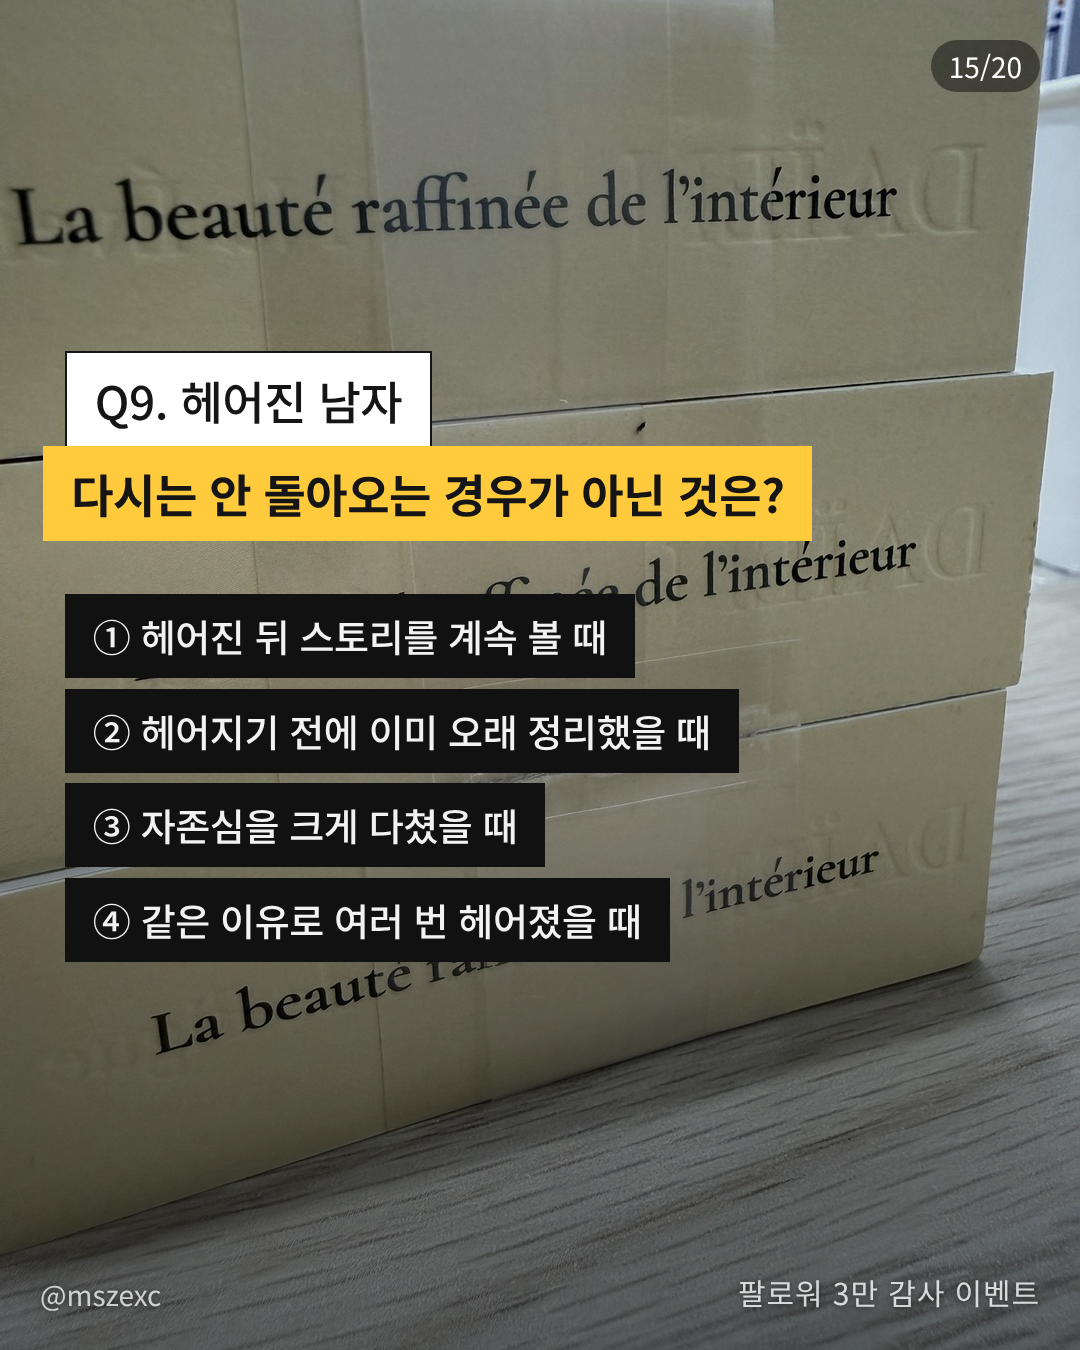 15/20
La beauté raffinée de l'intérieur
Q9. 헤어진 남자
다시는 안 돌아오는 경우가 아닌 것은?
de l'intérieur
① 헤어진 뒤 스토리를 계속 볼 때
② 헤어지기 전에 이미 오래 정리했을 때
③ 자존심을 크게 다쳤을 때
④ 같은 이유로 여러 번 헤어졌을 때
La beauté l'intérieur
@mszexc
팔로워 3만 감사 이벤트